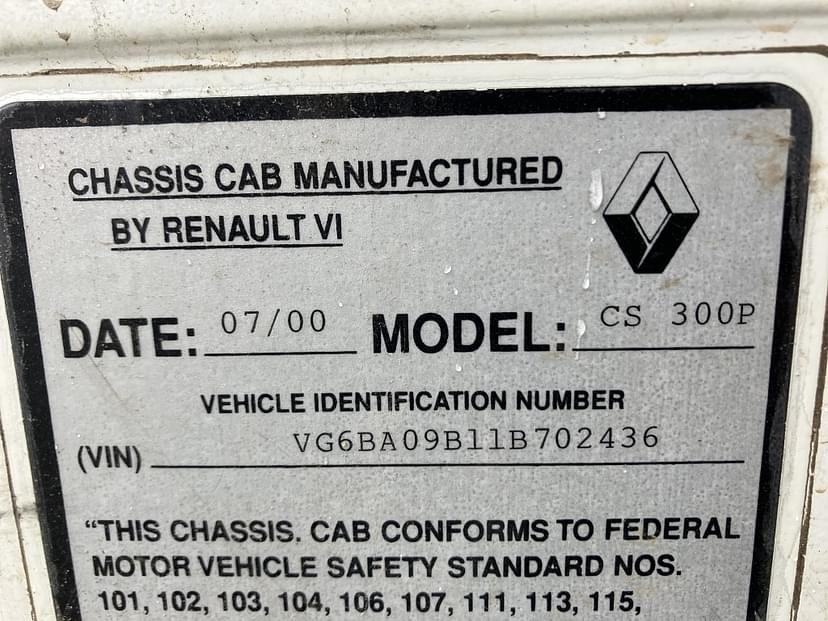 CHASSIS CAB MANUFACTURED
BY RENAULT VI
DATE: 07/00 MODEL: CS 300P
VEHICLE IDENTIFICATION NUMBER
(VIN) VG6BA09B11B702436
“THIS CHASSIS. CAB CONFORMS TO FEDERAL
MOTOR VEHICLE SAFETY STANDARD NOS.
101, 102, 103, 104, 106, 107, 111, 113, 115,